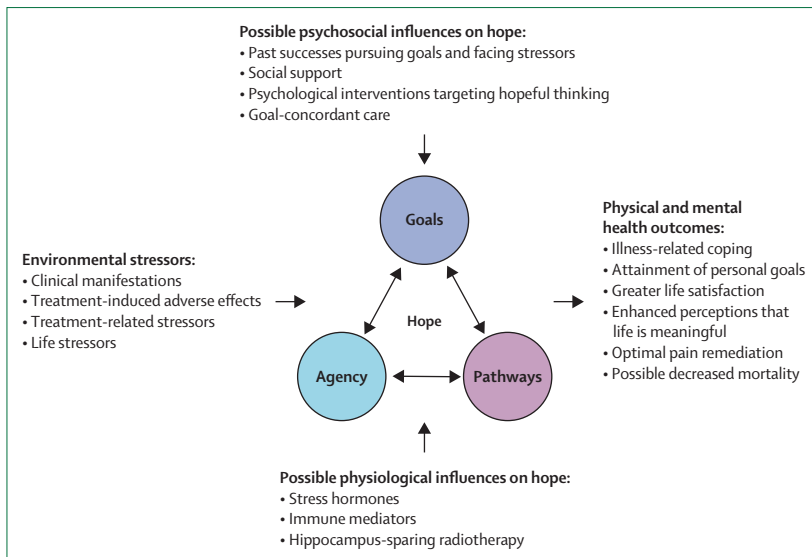 Possible psychosocial influences on hope:
• Past successes pursuing goals and facing stressors
• Social support
• Psychological interventions targeting hopeful thinking
• Goal-concordant care
Goals
Environmental stressors:
• Clinical manifestations
• Treatment-induced adverse effects
• Treatment-related stressors
• Life stressors
Hope
Agency
Pathways
Physical and mental
health outcomes:
• Illness-related coping
• Attainment of personal goals
• Greater life satisfaction
• Enhanced perceptions that
life is meaningful
• Optimal pain remediation
• Possible decreased mortality
Possible physiological influences on hope:
• Stress hormones
• Immune mediators
• Hippocampus-sparing radiotherapy